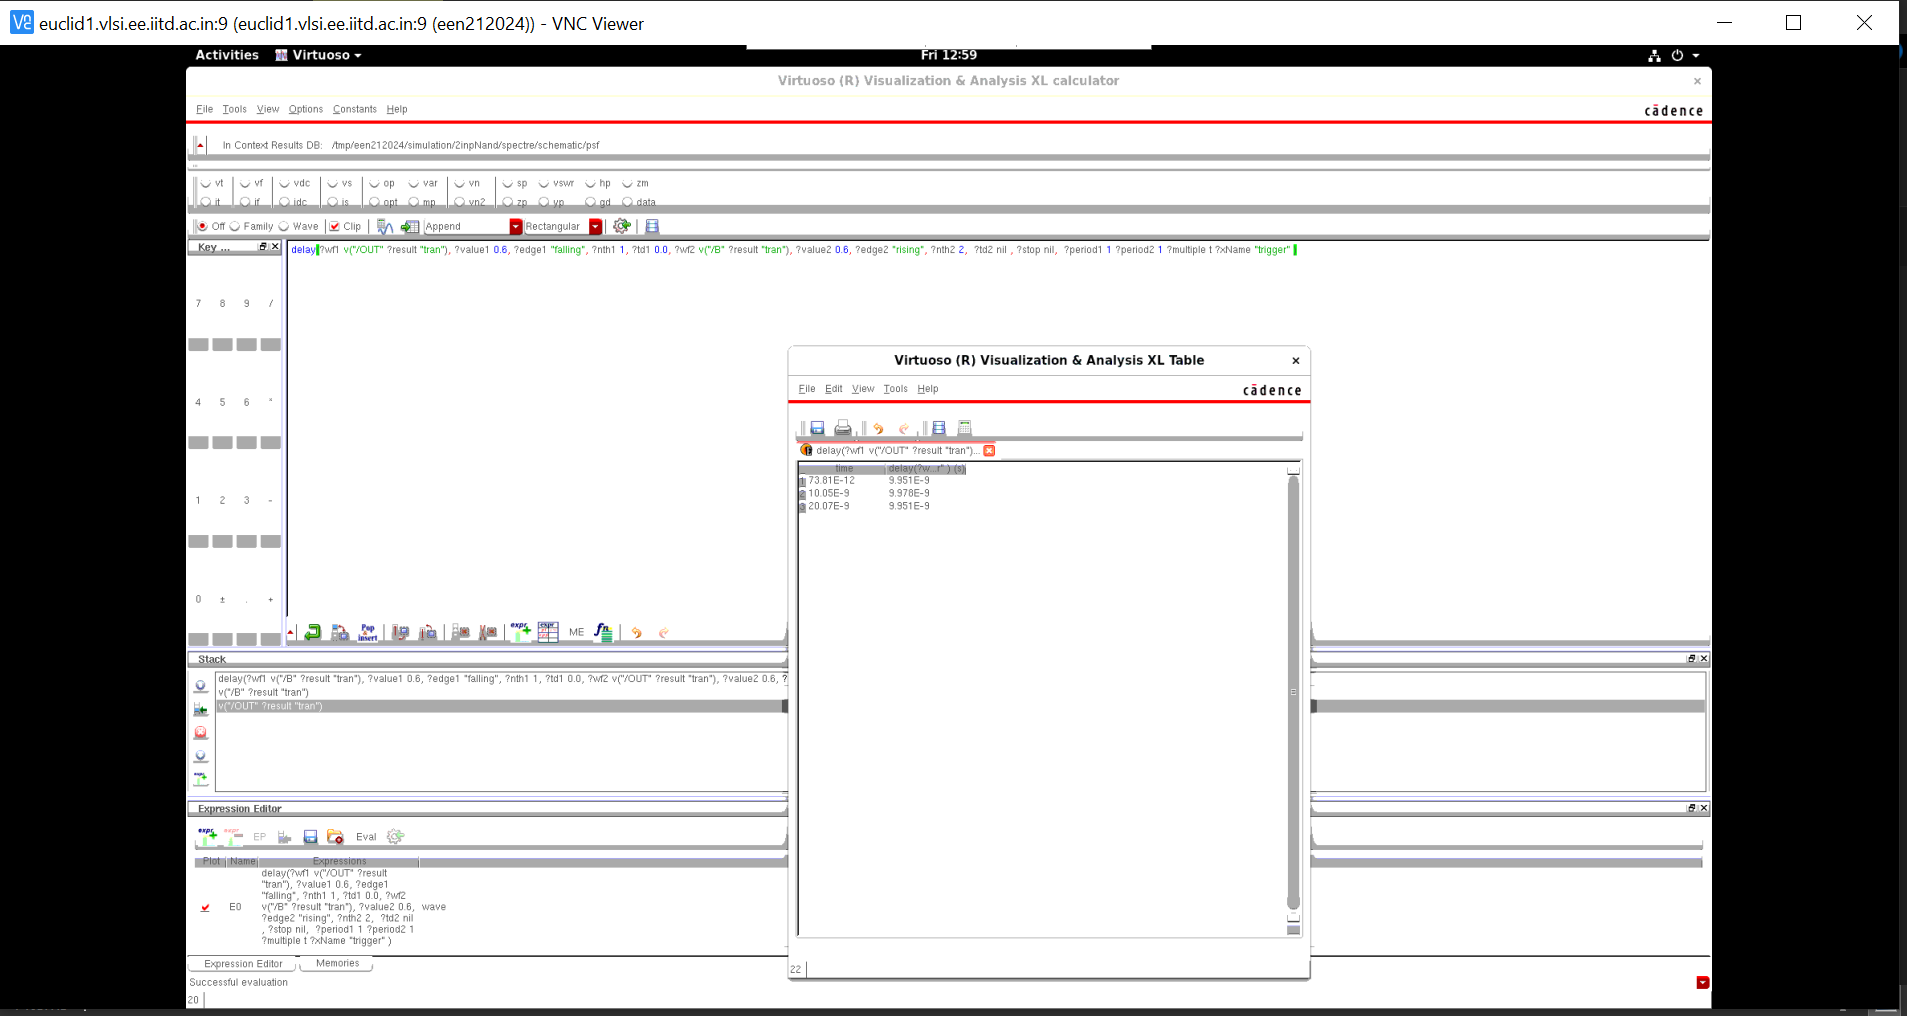 euclid1.vlsi.ee.iitd.ac.in:9 (euclid1.vlsi.ee.iitd.ac.in:9 (een212024)) - VNC Viewer
Activities Virtuoso Fri 12:59
Virtuoso (R) Visualization & Analysis XL calculator
File Tools View Options Constants Help
cādence
In Context Results DB: /tmp/een212024/simulation/2inpNand/spectre/schematic/psf
vt vf vdc vs op var vn sp vswr hp zm
it if idc is opt mp vn2 zp yp gd data
Off Family Wave Clip Append Rectangular
Key ...
delay(?wf1 v("/OUT" ?result "tran"), ?value1 0.6, ?edge1 "falling", ?nth1 1, ?td1 0.0, ?wf2 v("/B" ?result "tran"), ?value2 0.6, ?edge2 "rising", ?nth2 2, ?td2 nil , ?stop nil, ?period1 1 ?period2 1 ?multiple t ?xName "trigger" )
7 8 9 /
4 5 6 *
1 2 3 -
0 ± . +
Pop insert expr expr ME fn
Virtuoso (R) Visualization & Analysis XL Table
File Edit View Tools Help
cādence
delay(?wf1 v("/OUT" ?result "tran")...
time delay(?w...r" ) (s)
1 73.81E-12 9.951E-9
2 10.05E-9 9.978E-9
3 20.07E-9 9.951E-9
22
Stack
delay(?wf1 v("/B" ?result "tran"), ?value1 0.6, ?edge1 "falling", ?nth1 1, ?td1 0.0, ?wf2 v("/OUT" ?result "tran"), ?value2 0.6, ?
v("/B" ?result "tran")
v("/OUT" ?result "tran")
Expression Editor
expr expr EP Eval
Plot Name Expressions
delay(?wf1 v("/OUT" ?result
"tran"), ?value1 0.6, ?edge1
"falling", ?nth1 1, ?td1 0.0, ?wf2
E0 v("/B" ?result "tran"), ?value2 0.6, wave
?edge2 "rising", ?nth2 2, ?td2 nil
, ?stop nil, ?period1 1 ?period2 1
?multiple t ?xName "trigger" )
Expression Editor Memories
Successful evaluation
20